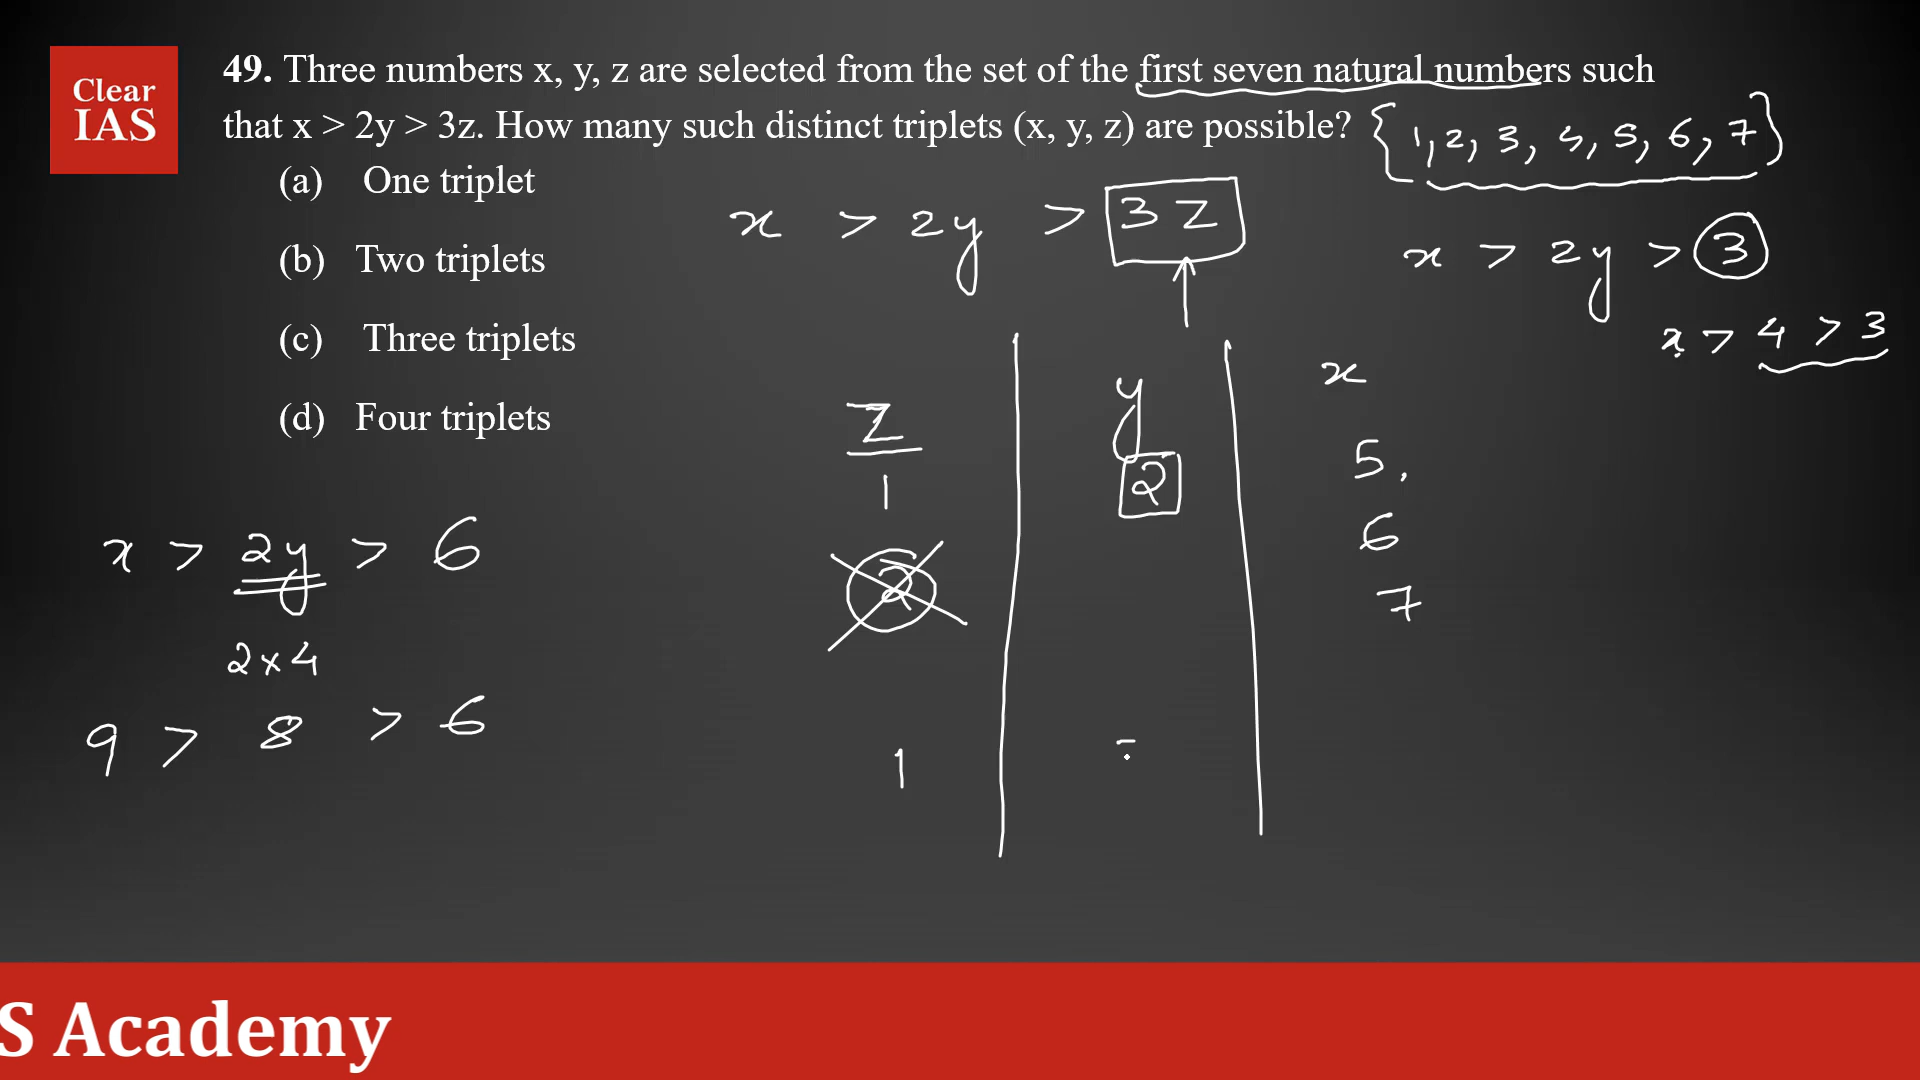 Clear
IAS
49. Three numbers x, y, z are selected from the set of the first seven natural numbers such
that x > 2y > 3z. How many such distinct triplets (x, y, z) are possible?
{1, 2, 3, 4, 5, 6, 7}
(a) One triplet
(b) Two triplets
(c) Three triplets
(d) Four triplets
x > 2y > 3z
x > 2y > 3
x > 4 > 3
z y x
1 2 5,
2 6
7
x > 2y > 6
2×4
9 > 8 > 6
1
S Academy